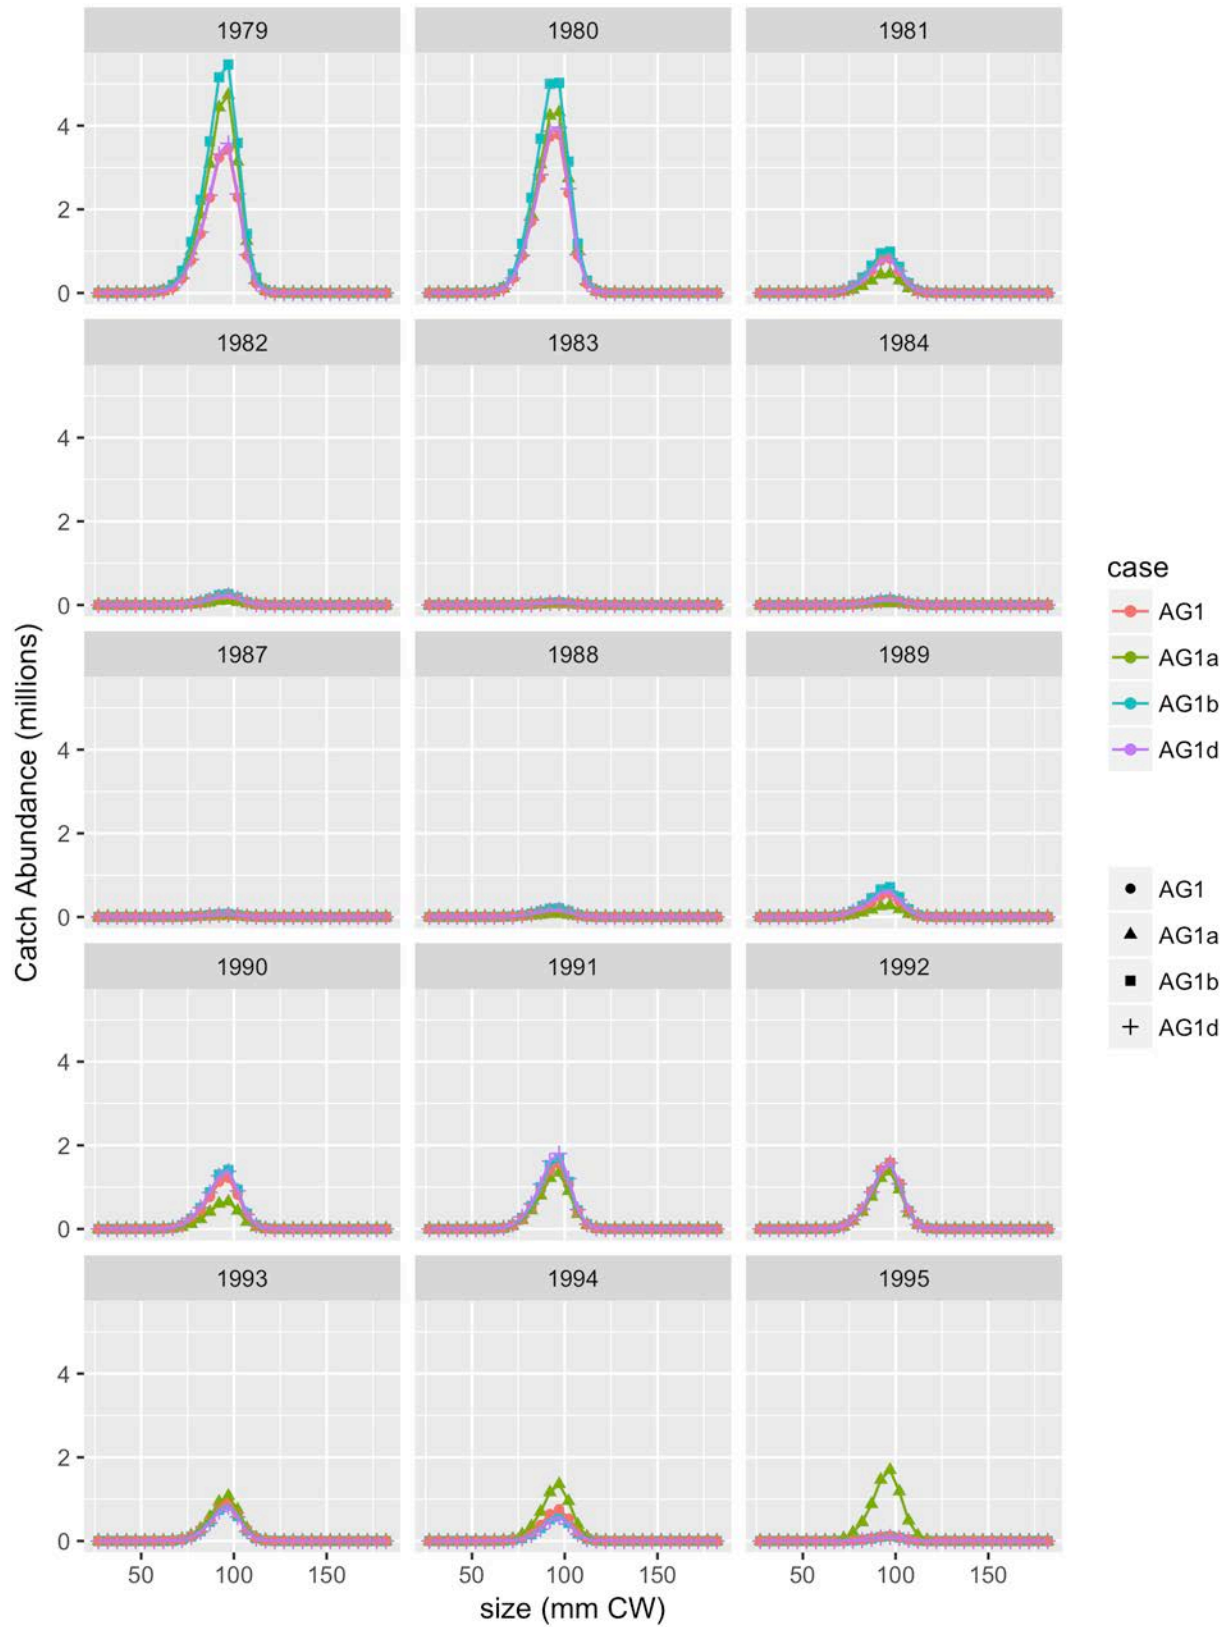 1979 1980 1981
4
2
0
1982 1983 1984
4
2
0
1987 1988 1989
4
2
0
1990 1991 1992
4
2
0
1993 1994 1995
4
2
0
50 100 150 50 100 150 50 100 150
size (mm CW)
Catch Abundance (millions)
case
AG1
AG1a
AG1b
AG1d
AG1
AG1a
AG1b
AG1d